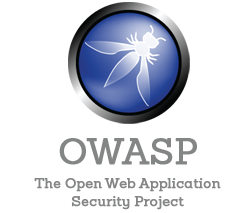 OWASP
The Open Web Application
Security Project